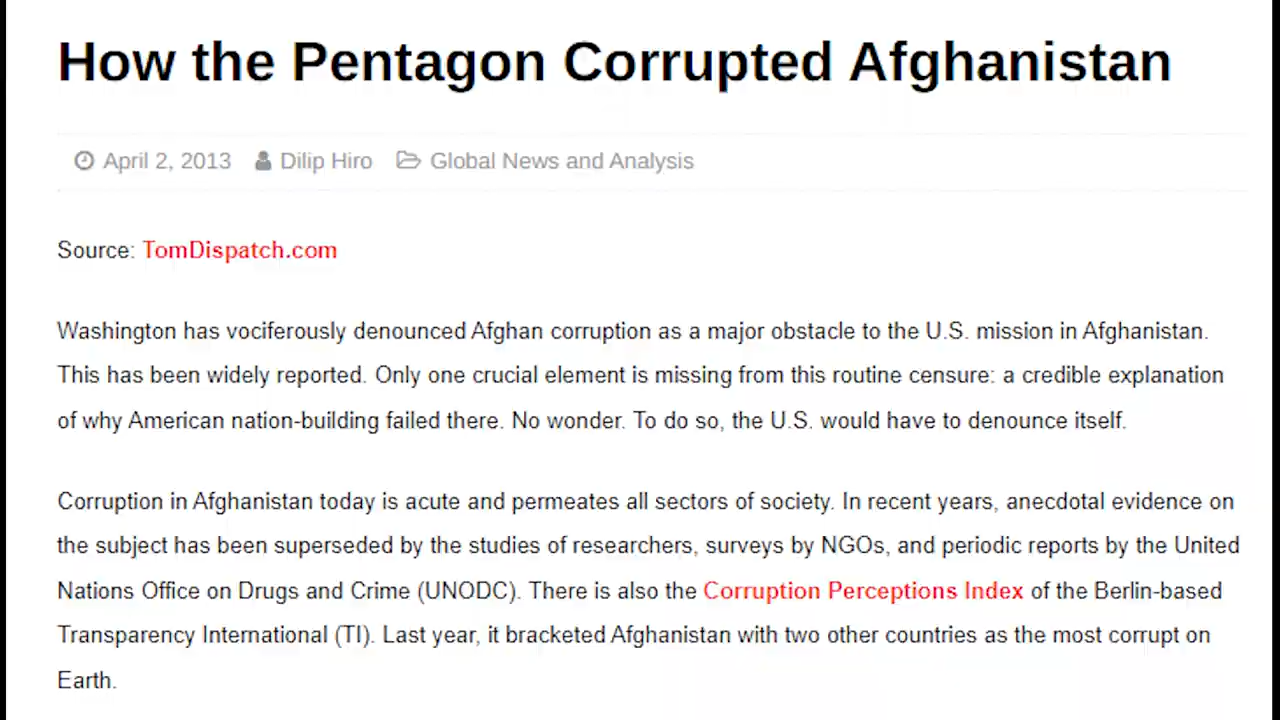 How the Pentagon Corrupted Afghanistan
April 2, 2013 Dilip Hiro Global News and Analysis
Source: TomDispatch.com
Washington has vociferously denounced Afghan corruption as a major obstacle to the U.S. mission in Afghanistan.
This has been widely reported. Only one crucial element is missing from this routine censure: a credible explanation
of why American nation-building failed there. No wonder. To do so, the U.S. would have to denounce itself.
Corruption in Afghanistan today is acute and permeates all sectors of society. In recent years, anecdotal evidence on
the subject has been superseded by the studies of researchers, surveys by NGOs, and periodic reports by the United
Nations Office on Drugs and Crime (UNODC). There is also the Corruption Perceptions Index of the Berlin-based
Transparency International (TI). Last year, it bracketed Afghanistan with two other countries as the most corrupt on
Earth.